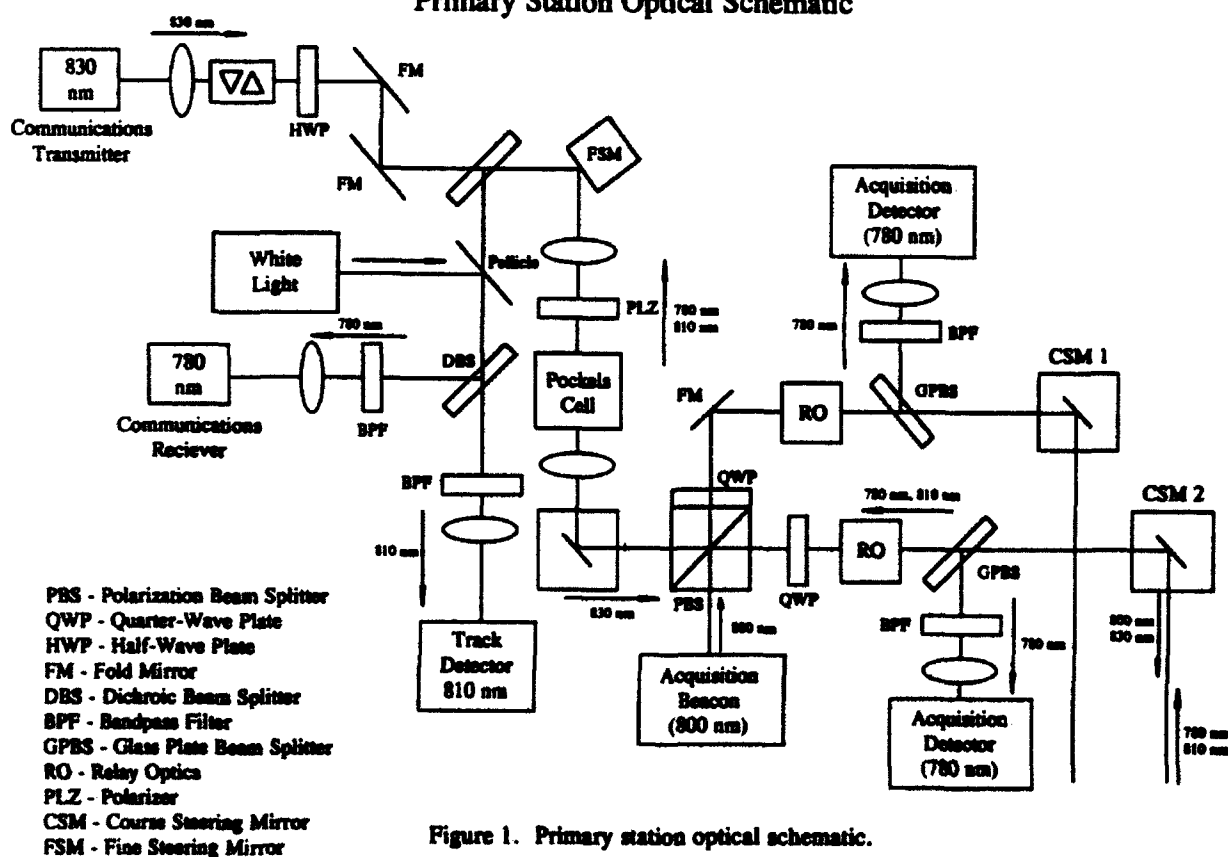 Primary Station Optical Schematic
830 nm
830
nm
Communications
Transmitter
HWP
FM
FM
FSM
White
Light
Pellicle
780 nm
780
nm
Communications
Reciever
BPF
DBS
PLZ
780 nm
810 nm
Pockels
Cell
BPF
810 nm
Track
Detector
810 nm
830 nm
QWP
PBS
Acquisition
Beacon
(800 nm)
FM
RO
780 nm
Acquisition
Detector
(780 nm)
BPF
GPBS
CSM 1
780 nm, 810 nm
QWP
RO
GPBS
BPF
780 nm
Acquisition
Detector
(780 nm)
CSM 2
830 nm
780 nm
810 nm
PBS - Polarization Beam Splitter
QWP - Quarter-Wave Plate
HWP - Half-Wave Plate
FM - Fold Mirror
DBS - Dichroic Beam Splitter
BPF - Bandpass Filter
GPBS - Glass Plate Beam Splitter
RO - Relay Optics
PLZ - Polarizer
CSM - Course Steering Mirror
FSM - Fine Steering Mirror
Figure 1. Primary station optical schematic.